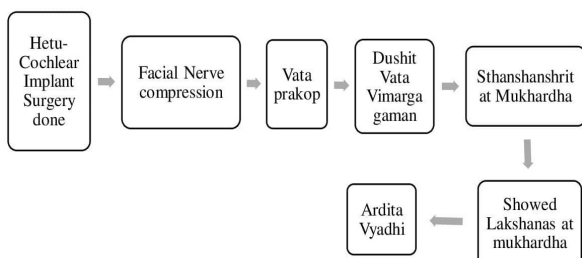 Hetu-
Cochlear
Implant
Surgery
done
Facial Nerve
compression
Vata
prakop
Dushit
Vata
Vimarga
gaman
Sthanshanshrit
at Mukhardha
Showed
Lakshanas at
mukhardha
Ardita
Vyadhi